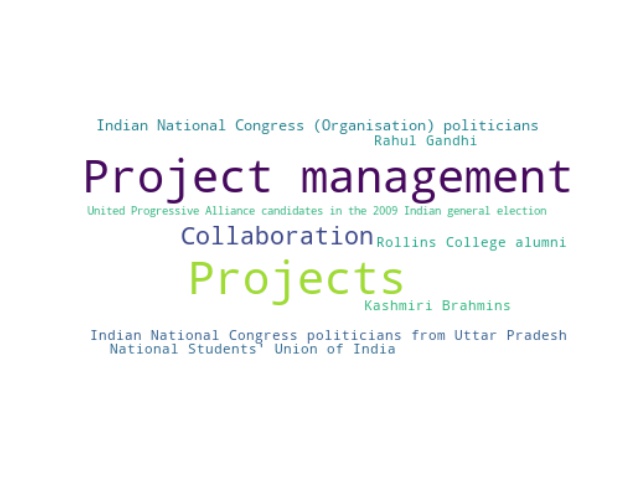 Indian National Congress (Organisation) politicians
Rahul Gandhi
Project management
United Progressive Alliance candidates in the 2009 Indian general election
Collaboration
Rollins College alumni
Projects
Kashmiri Brahmins
Indian National Congress politicians from Uttar Pradesh
National Students' Union of India